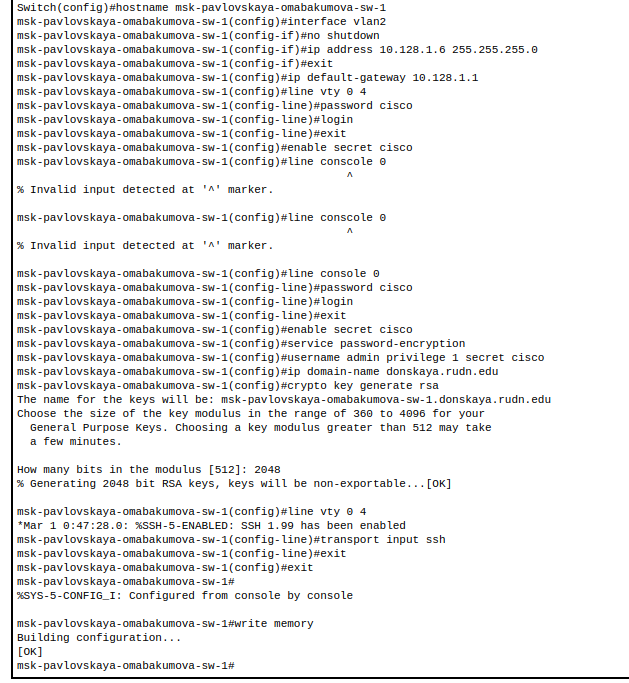 Switch(config)#hostname msk-pavlovskaya-omabakumova-sw-1
msk-pavlovskaya-omabakumova-sw-1(config)#interface vlan2
msk-pavlovskaya-omabakumova-sw-1(config-if)#no shutdown
msk-pavlovskaya-omabakumova-sw-1(config-if)#ip address 10.128.1.6 255.255.255.0
msk-pavlovskaya-omabakumova-sw-1(config-if)#exit
msk-pavlovskaya-omabakumova-sw-1(config)#ip default-gateway 10.128.1.1
msk-pavlovskaya-omabakumova-sw-1(config)#line vty 0 4
msk-pavlovskaya-omabakumova-sw-1(config-line)#password cisco
msk-pavlovskaya-omabakumova-sw-1(config-line)#login
msk-pavlovskaya-omabakumova-sw-1(config-line)#exit
msk-pavlovskaya-omabakumova-sw-1(config)#enable secret cisco
msk-pavlovskaya-omabakumova-sw-1(config)#line conscole 0
^
% Invalid input detected at '^' marker.
msk-pavlovskaya-omabakumova-sw-1(config)#line conscole 0
^
% Invalid input detected at '^' marker.
msk-pavlovskaya-omabakumova-sw-1(config)#line console 0
msk-pavlovskaya-omabakumova-sw-1(config-line)#password cisco
msk-pavlovskaya-omabakumova-sw-1(config-line)#login
msk-pavlovskaya-omabakumova-sw-1(config-line)#exit
msk-pavlovskaya-omabakumova-sw-1(config)#enable secret cisco
msk-pavlovskaya-omabakumova-sw-1(config)#service password-encryption
msk-pavlovskaya-omabakumova-sw-1(config)#username admin privilege 1 secret cisco
msk-pavlovskaya-omabakumova-sw-1(config)#ip domain-name donskaya.rudn.edu
msk-pavlovskaya-omabakumova-sw-1(config)#crypto key generate rsa
The name for the keys will be: msk-pavlovskaya-omabakumova-sw-1.donskaya.rudn.edu
Choose the size of the key modulus in the range of 360 to 4096 for your
General Purpose Keys. Choosing a key modulus greater than 512 may take
a few minutes.
How many bits in the modulus [512]: 2048
% Generating 2048 bit RSA keys, keys will be non-exportable...[OK]
msk-pavlovskaya-omabakumova-sw-1(config)#line vty 0 4
*Mar 1 0:47:28.0: %SSH-5-ENABLED: SSH 1.99 has been enabled
msk-pavlovskaya-omabakumova-sw-1(config-line)#transport input ssh
msk-pavlovskaya-omabakumova-sw-1(config-line)#exit
msk-pavlovskaya-omabakumova-sw-1(config)#exit
msk-pavlovskaya-omabakumova-sw-1#
%SYS-5-CONFIG_I: Configured from console by console
msk-pavlovskaya-omabakumova-sw-1#write memory
Building configuration...
[OK]
msk-pavlovskaya-omabakumova-sw-1#